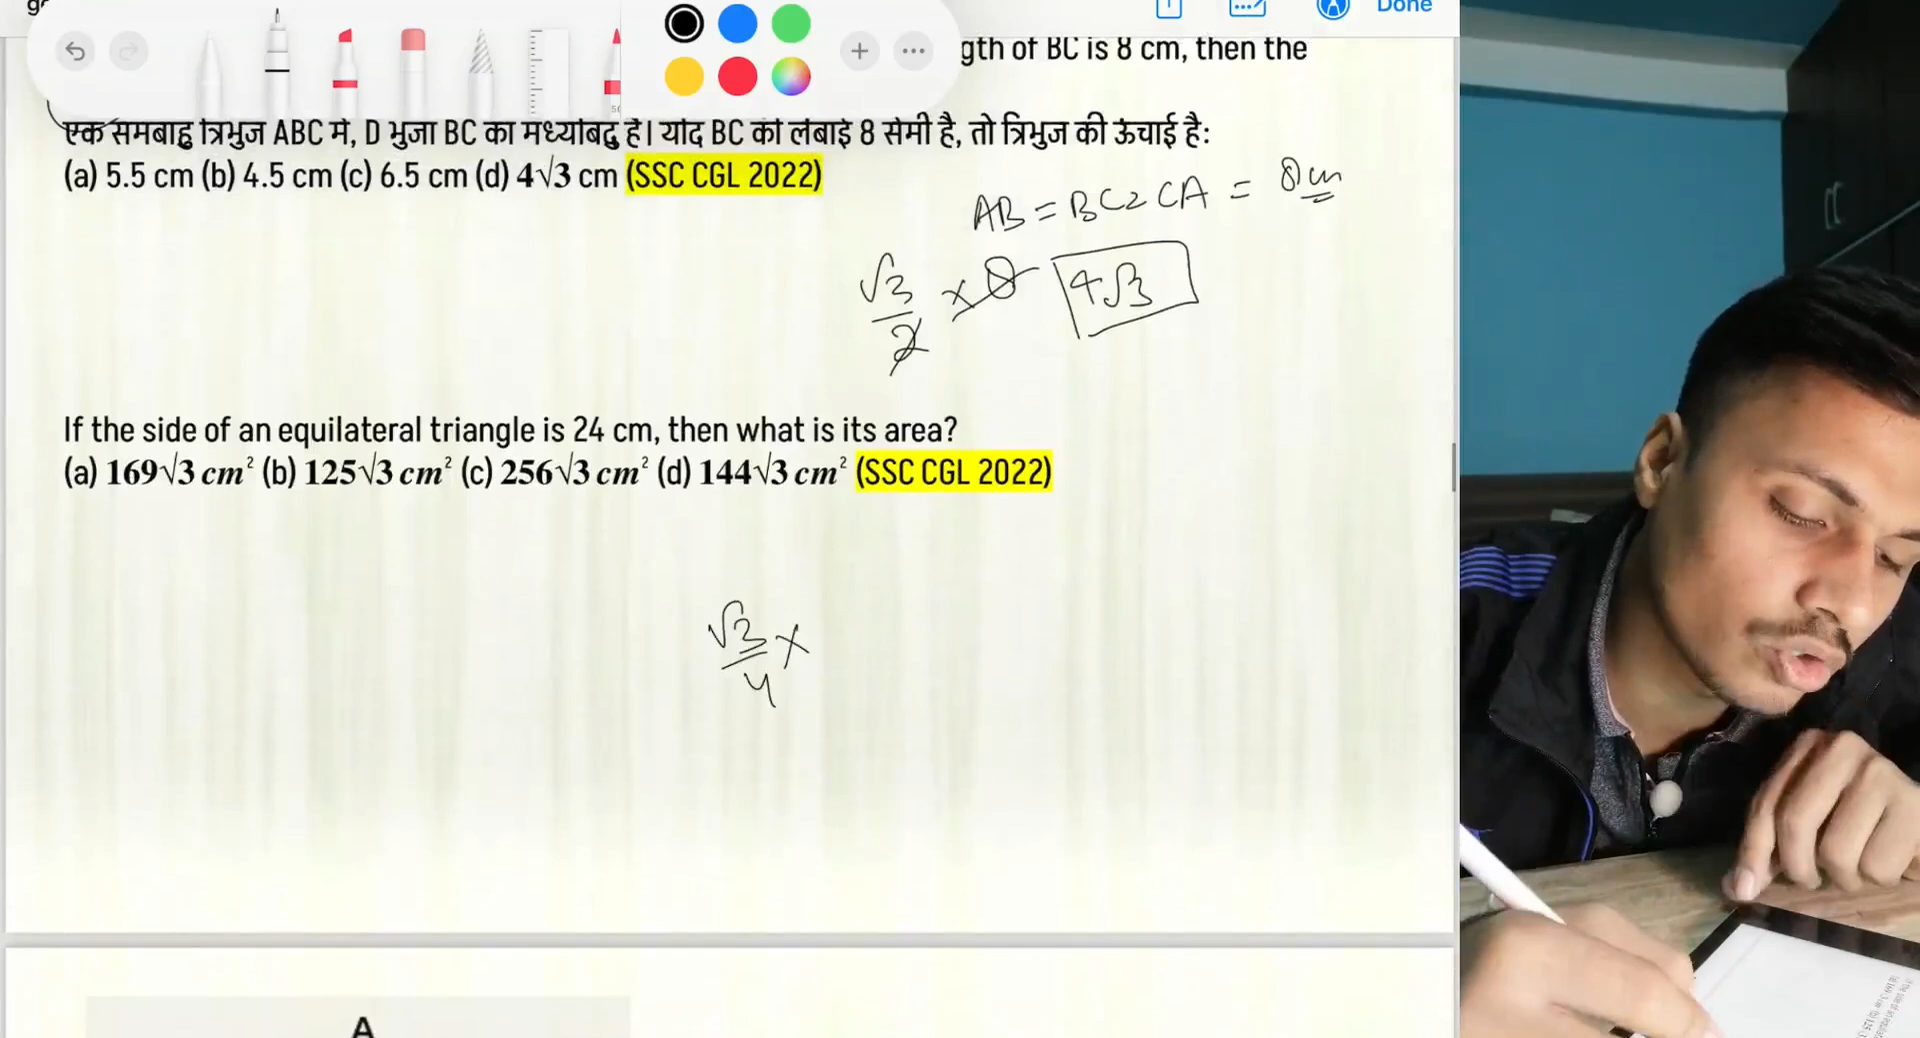 Done
gth of BC is 8 cm, then the
एक समबाहु त्रिभुज ABC में, D भुजा BC का मध्यबिंदु है। यदि BC की लंबाई 8 सेमी है, तो त्रिभुज की ऊंचाई है:
(a) 5.5 cm (b) 4.5 cm (c) 6.5 cm (d) 4√3 cm (SSC CGL 2022)
AB = BC = CA = 8 cm
√3/2 × 8 4√3
If the side of an equilateral triangle is 24 cm, then what is its area?
(a) 169√3 cm² (b) 125√3 cm² (c) 256√3 cm² (d) 144√3 cm² (SSC CGL 2022)
√3/4 ×
A